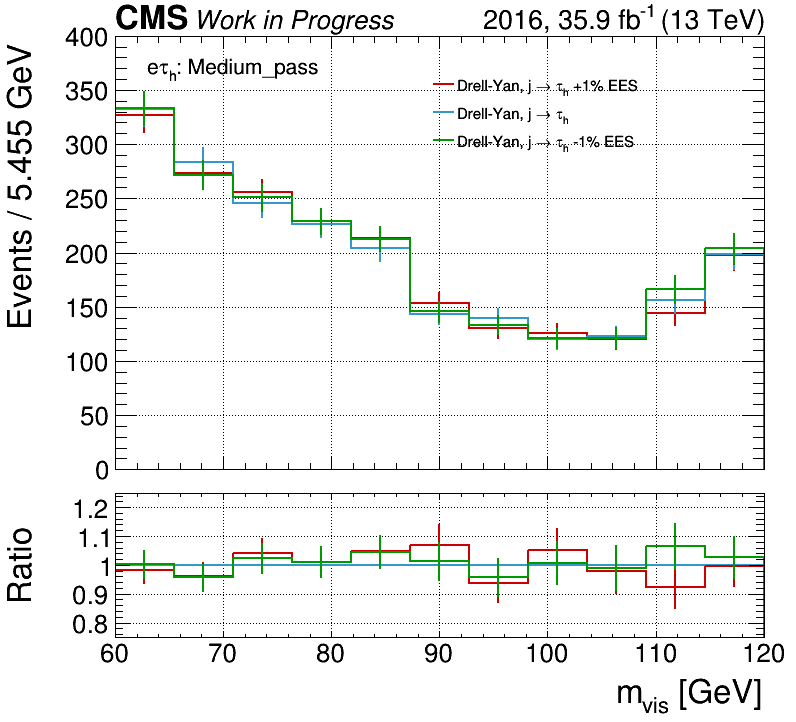 CMS Work in Progress 2016, 35.9 fb⁻¹ (13 TeV)
eτₕ: Medium_pass
Drell-Yan, j → τₕ +1% EES
Drell-Yan, j → τₕ
Drell-Yan, j → τₕ -1% EES
Events / 5.455 GeV
400
350
300
250
200
150
100
50
0
Ratio
1.2
1.1
1
0.9
0.8
60 70 80 90 100 110 120
m_vis [GeV]